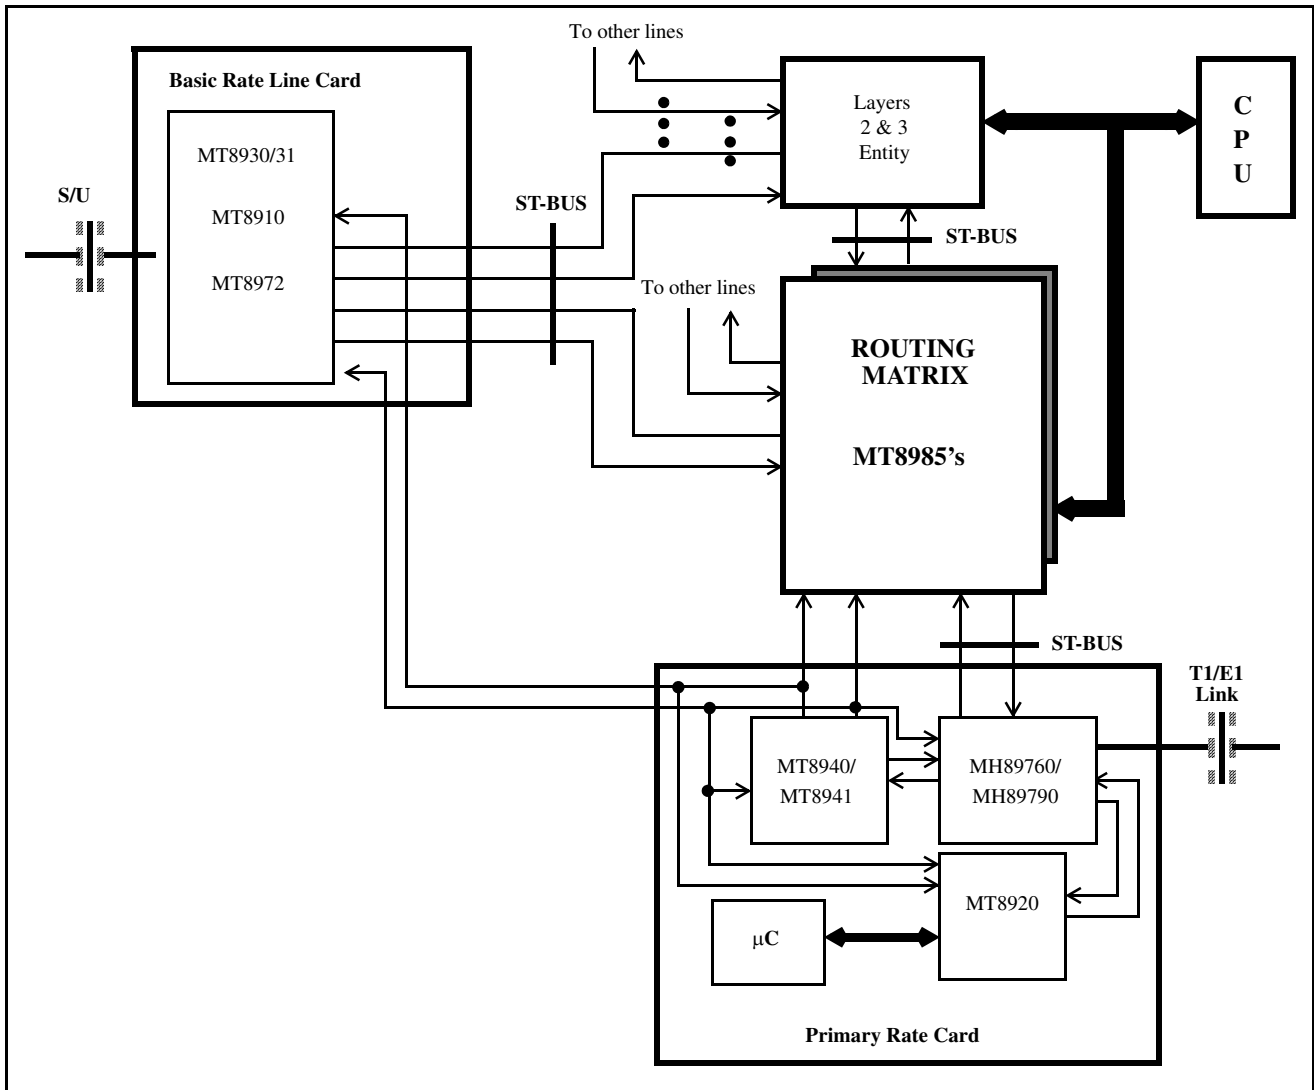 To other lines
Basic Rate Line Card
Layers
2 & 3
Entity
C
P
U
MT8930/31
MT8910
MT8972
S/U
ST-BUS
ST-BUS
To other lines
ROUTING
MATRIX
MT8985's
ST-BUS
T1/E1
Link
MT8940/
MT8941
MH89760/
MH89790
MT8920
μC
Primary Rate Card